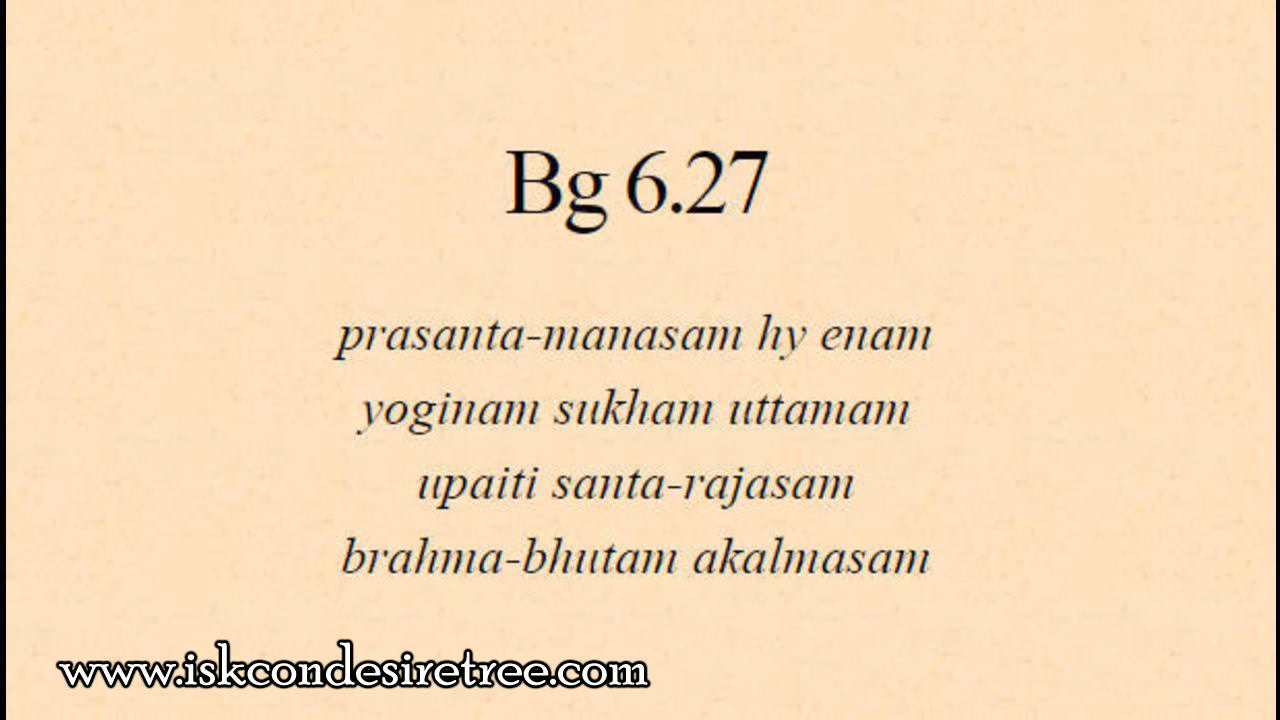 Bg 6.27
prasanta-manasam hy enam
yoginam sukham uttamam
upaiti santa-rajasam
brahma-bhutam akalmasam
www.iskcondesiretree.com